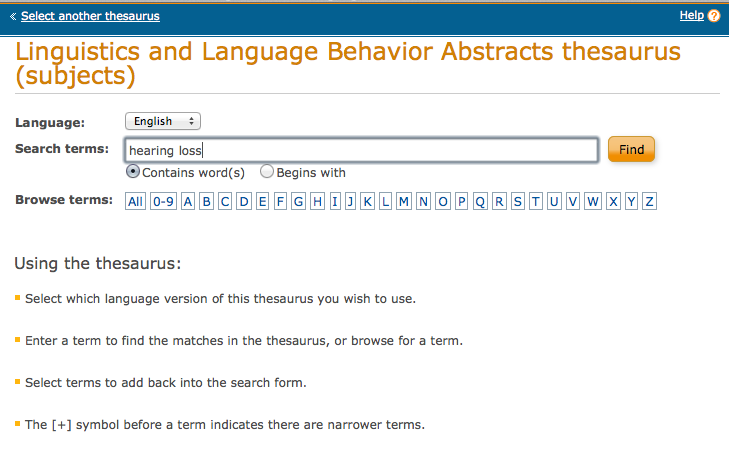 « Select another thesaurus Help ?
Linguistics and Language Behavior Abstracts thesaurus
(subjects)
Language: English
Search terms: hearing loss Find
Contains word(s) Begins with
Browse terms: All 0-9 A B C D E F G H I J K L M N O P Q R S T U V W X Y Z
Using the thesaurus:
Select which language version of this thesaurus you wish to use.
Enter a term to find the matches in the thesaurus, or browse for a term.
Select terms to add back into the search form.
The [+] symbol before a term indicates there are narrower terms.